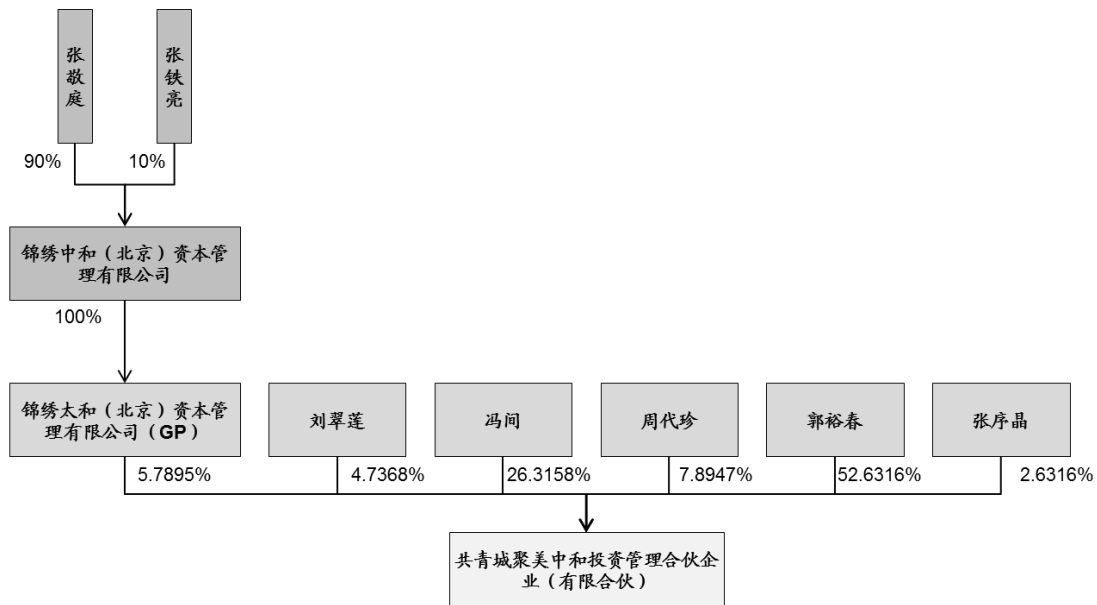 张敬庭
张铁亮
90%
10%
锦绣中和（北京）资本管
理有限公司
100%
锦绣太和（北京）资本管
理有限公司（GP）
刘翠莲
冯间
周代珍
郭裕春
张序晶
5.7895%
4.7368%
26.3158%
7.8947%
52.6316%
2.6316%
共青城聚美中和投资管理合伙企
业（有限合伙）